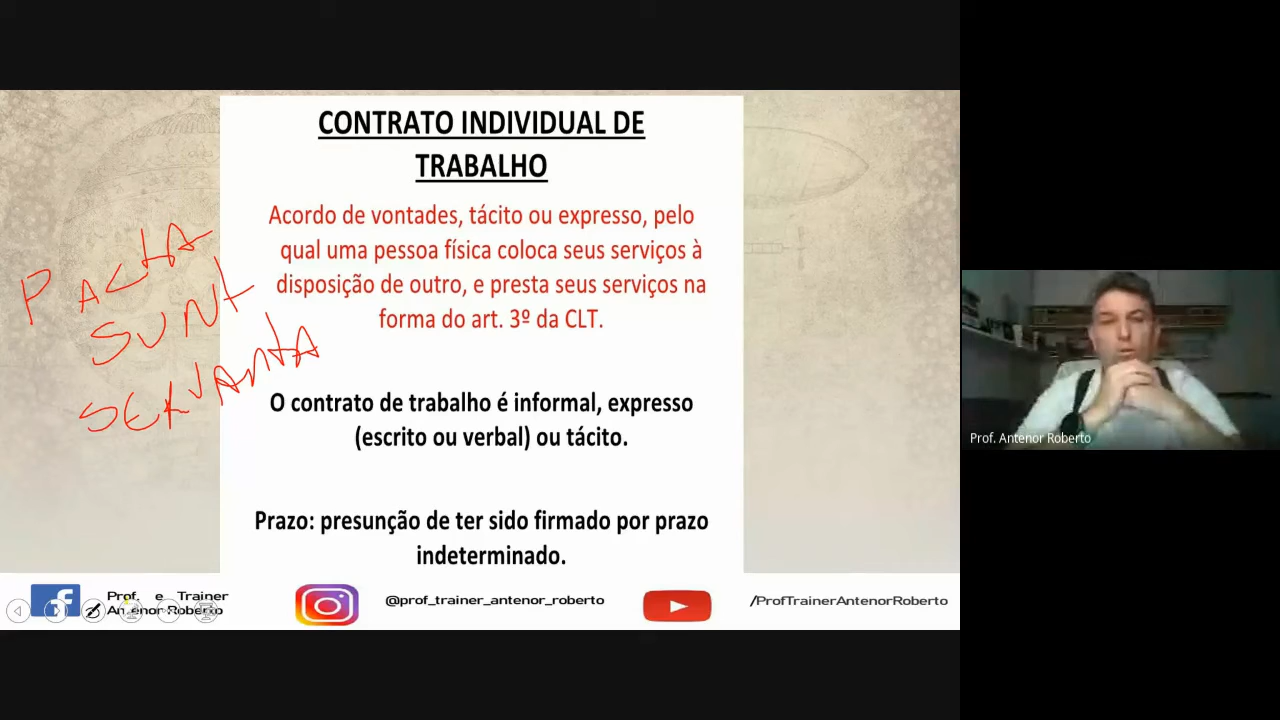 CONTRATO INDIVIDUAL DE
TRABALHO
Acordo de vontades, tácito ou expresso, pelo
qual uma pessoa física coloca seus serviços à
disposição de outro, e presta seus serviços na
forma do art. 3º da CLT.
PACTA
SUNT
SERVANTA
O contrato de trabalho é informal, expresso
(escrito ou verbal) ou tácito.
Prazo: presunção de ter sido firmado por prazo
indeterminado.
Prof. e Trainer
Antenor Roberto
@prof_trainer_antenor_roberto
/ProfTrainerAntenorRoberto
Prof. Antenor Roberto